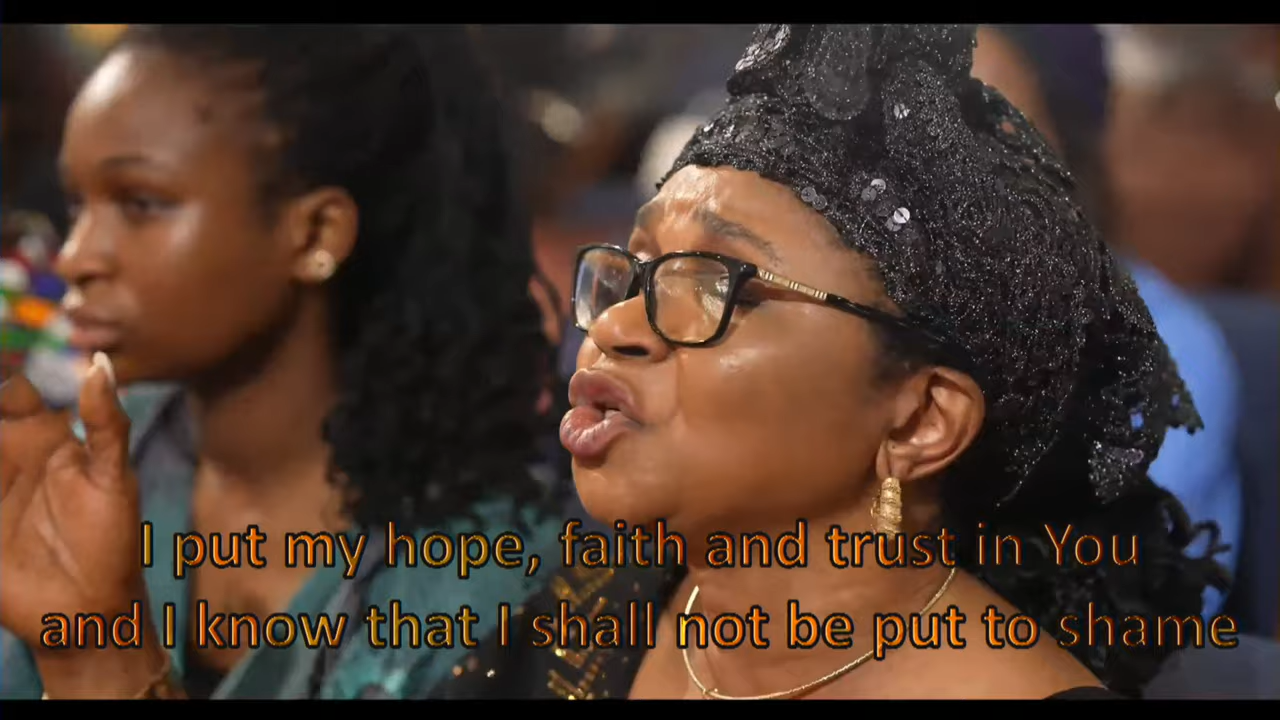 I put my hope, faith and trust in You
and I know that I shall not be put to shame